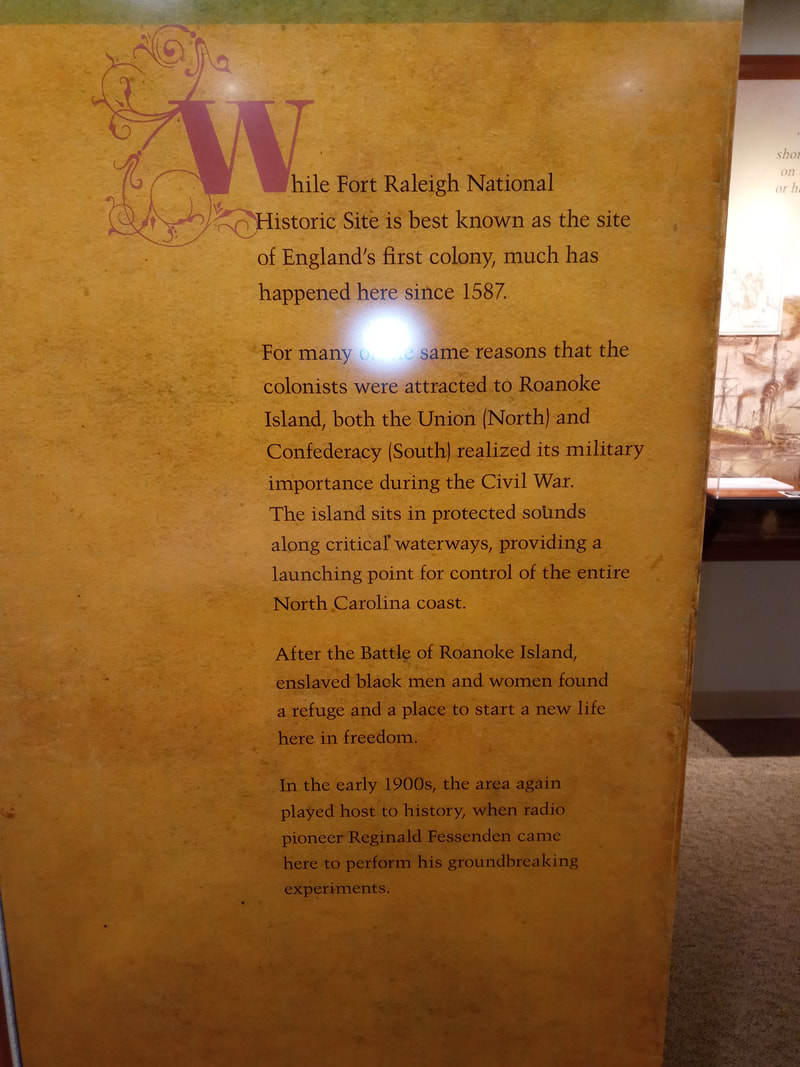 While Fort Raleigh National
Historic Site is best known as the site
of England's first colony, much has
happened here since 1587.
For many same reasons that the
colonists were attracted to Roanoke
Island, both the Union (North) and
Confederacy (South) realized its military
importance during the Civil War.
The island sits in protected sounds
along critical waterways, providing a
launching point for control of the entire
North Carolina coast.
After the Battle of Roanoke Island,
enslaved black men and women found
a refuge and a place to start a new life
here in freedom.
In the early 1900s, the area again
played host to history, when radio
pioneer Reginald Fessenden came
here to perform his groundbreaking
experiments.
on
or